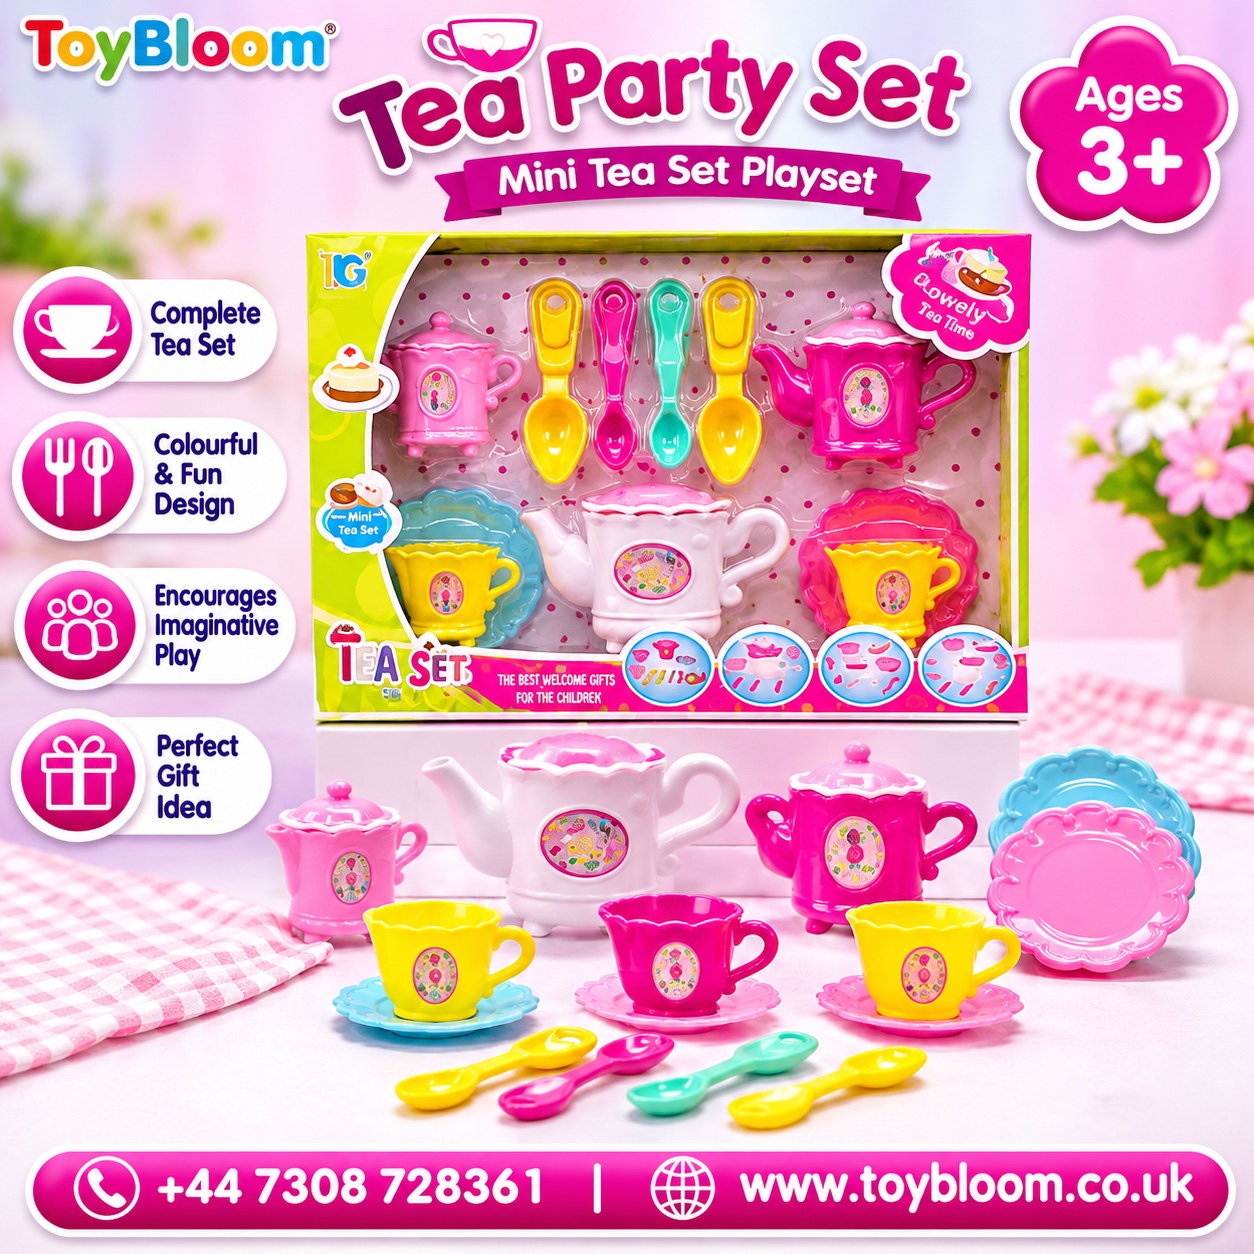 ToyBloom®
Tea Party Set
Mini Tea Set Playset
Ages
3+
Complete
Tea Set
Colourful
& Fun
Design
Encourages
Imaginative
Play
Perfect
Gift
Idea
TG
Lowely
Tea Time
Mini
Tea Set
TEA SET
THE BEST WELCOME GIFTS
FOR THE CHILDREK
+44 7308 728361 | www.toybloom.co.uk